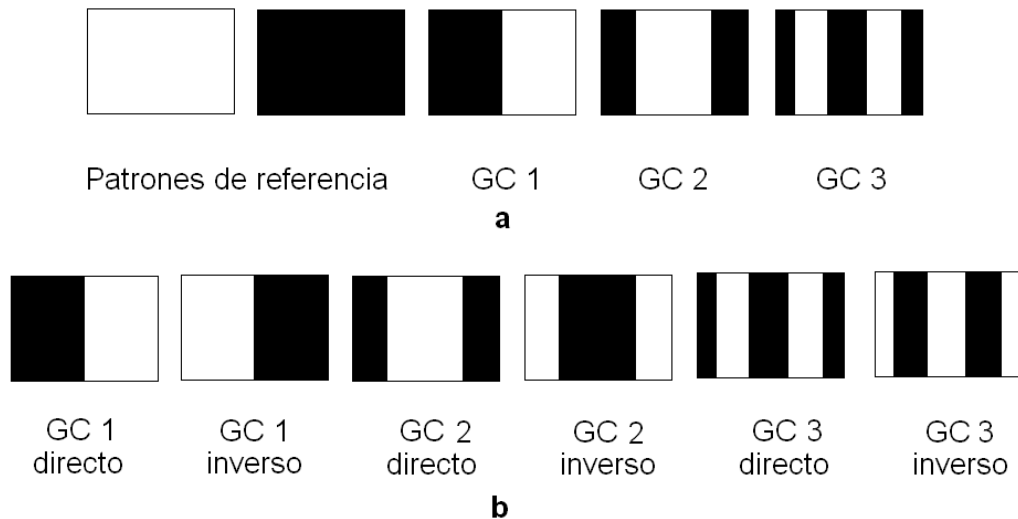 Patrones de referencia GC 1 GC 2 GC 3
a
GC 1 GC 1 GC 2 GC 2 GC 3 GC 3
directo inverso directo inverso directo inverso
b